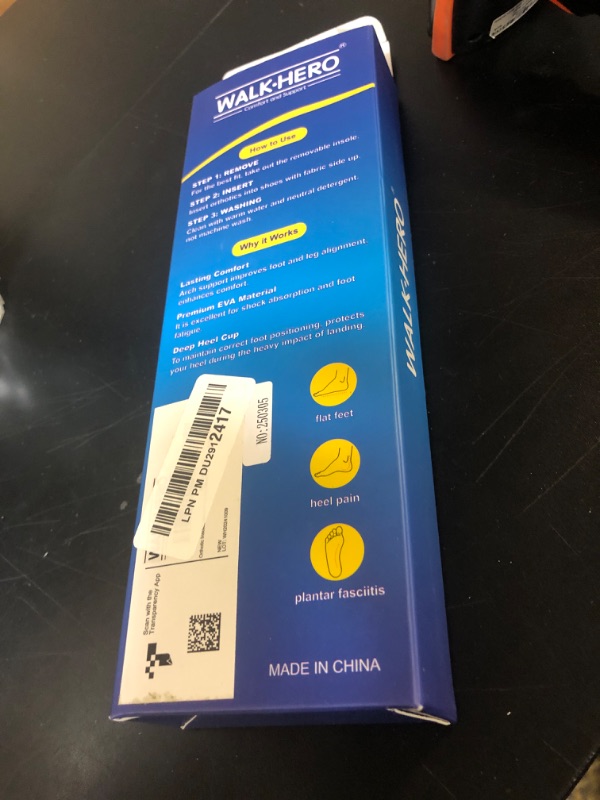 WALK·HERO®
Comfort and Support
How to Use
STEP 1: REMOVE
For the best fit, take out the removable insole.
STEP 2: INSERT
Insert orthotics into shoes with fabric side up.
STEP 3: WASHING
Clean with warm water and neutral detergent.
not machine wash.
Why it Works
Lasting Comfort
Arch support improves foot and leg alignment.
enhances comfort.
Premium EVA Material
It is excellent for shock absorption and foot
fatigue.
Deep Heel Cup
To maintain correct foot positioning, protects
your heel during the heavy impact of landing
flat feet
heel pain
plantar fasciitis
MADE IN CHINA
LPN PM DU2912417
NO:250305
NEW
Scan with the
Transparency App
WALK·HERO